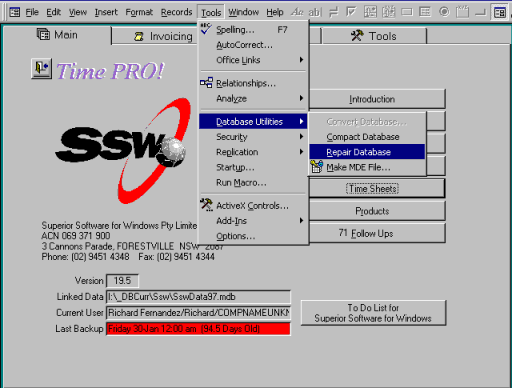 File Edit View Insert Format Records Tools Window Help
Main
Invoicing
Tools
Time PRO!
Spelling... F7
AutoCorrect...
Office Links
Relationships...
Analyze
Database Utilities
Security
Replication
Startup...
Run Macro...
ActiveX Controls...
Add-Ins
Options...
Convert Database...
Compact Database
Repair Database
Make MDE File...
Introduction
Time Sheets
Products
71 Follow Ups
SSW
Superior Software for Windows Pty Limite
ACN 069 371 900
3 Cannons Parade, FORESTVILLE NSW 2087
Phone: (02) 9451 4348 Fax: (02) 9451 4344
Version 19.5
Linked Data I:\_DBCurr\Ssw\SswData97.mdb
Current User Richard Fernandez/Richard/COMPNAMEUNKN
Last Backup Friday 30-Jan 12:00 am (94.5 Days Old)
To Do List for
Superior Software for Windows